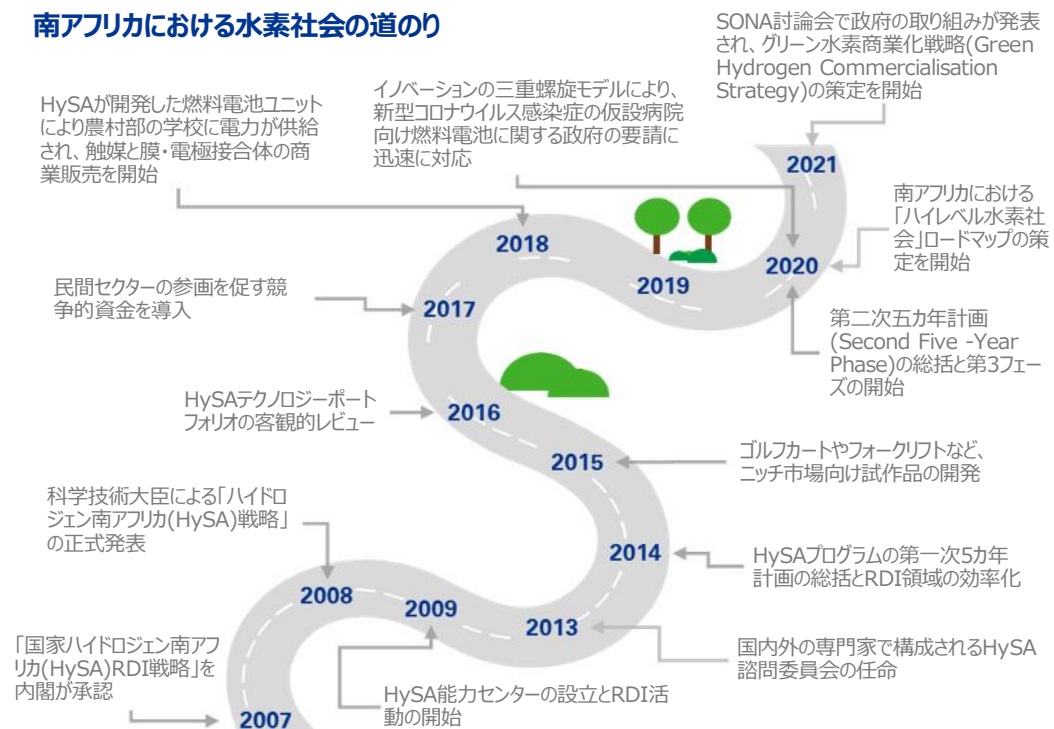 南アフリカにおける水素社会の道のり
SONA討論会で政府の取り組みが発表
され、グリーン水素商業化戦略(Green
Hydrogen Commercialisation
Strategy)の策定を開始
HySAが開発した燃料電池ユニット
により農村部の学校に電力が供給
され、触媒と膜・電極接合体の商
業販売を開始
イノベーションの三重螺旋モデルにより、
新型コロナウイルス感染症の仮設病院
向け燃料電池に関する政府の要請に
迅速に対応
2021
南アフリカにおける
「ハイレベル水素社
会」ロードマップの策
定を開始
2018
2020
2019
民間セクターの参画を促す競
争的資金を導入
2017
第二次五カ年計画
(Second Five -Year
Phase)の総括と第3フェー
ズの開始
HySAテクノロジーポート
フォリオの客観的レビュー
2016
2015
ゴルフカートやフォークリフトなど、
ニッチ市場向け試作品の開発
科学技術大臣による「ハイドロ
ジェン南アフリカ(HySA)戦略」
の正式発表
2014
HySAプログラムの第一次5カ年
計画の総括とRDI領域の効率化
2008
2009
2013
国内外の専門家で構成されるHySA
諮問委員会の任命
「国家ハイドロジェン南アフ
リカ(HySA)RDI戦略」を
内閣が承認
HySA能力センターの設立とRDI活
動の開始
2007